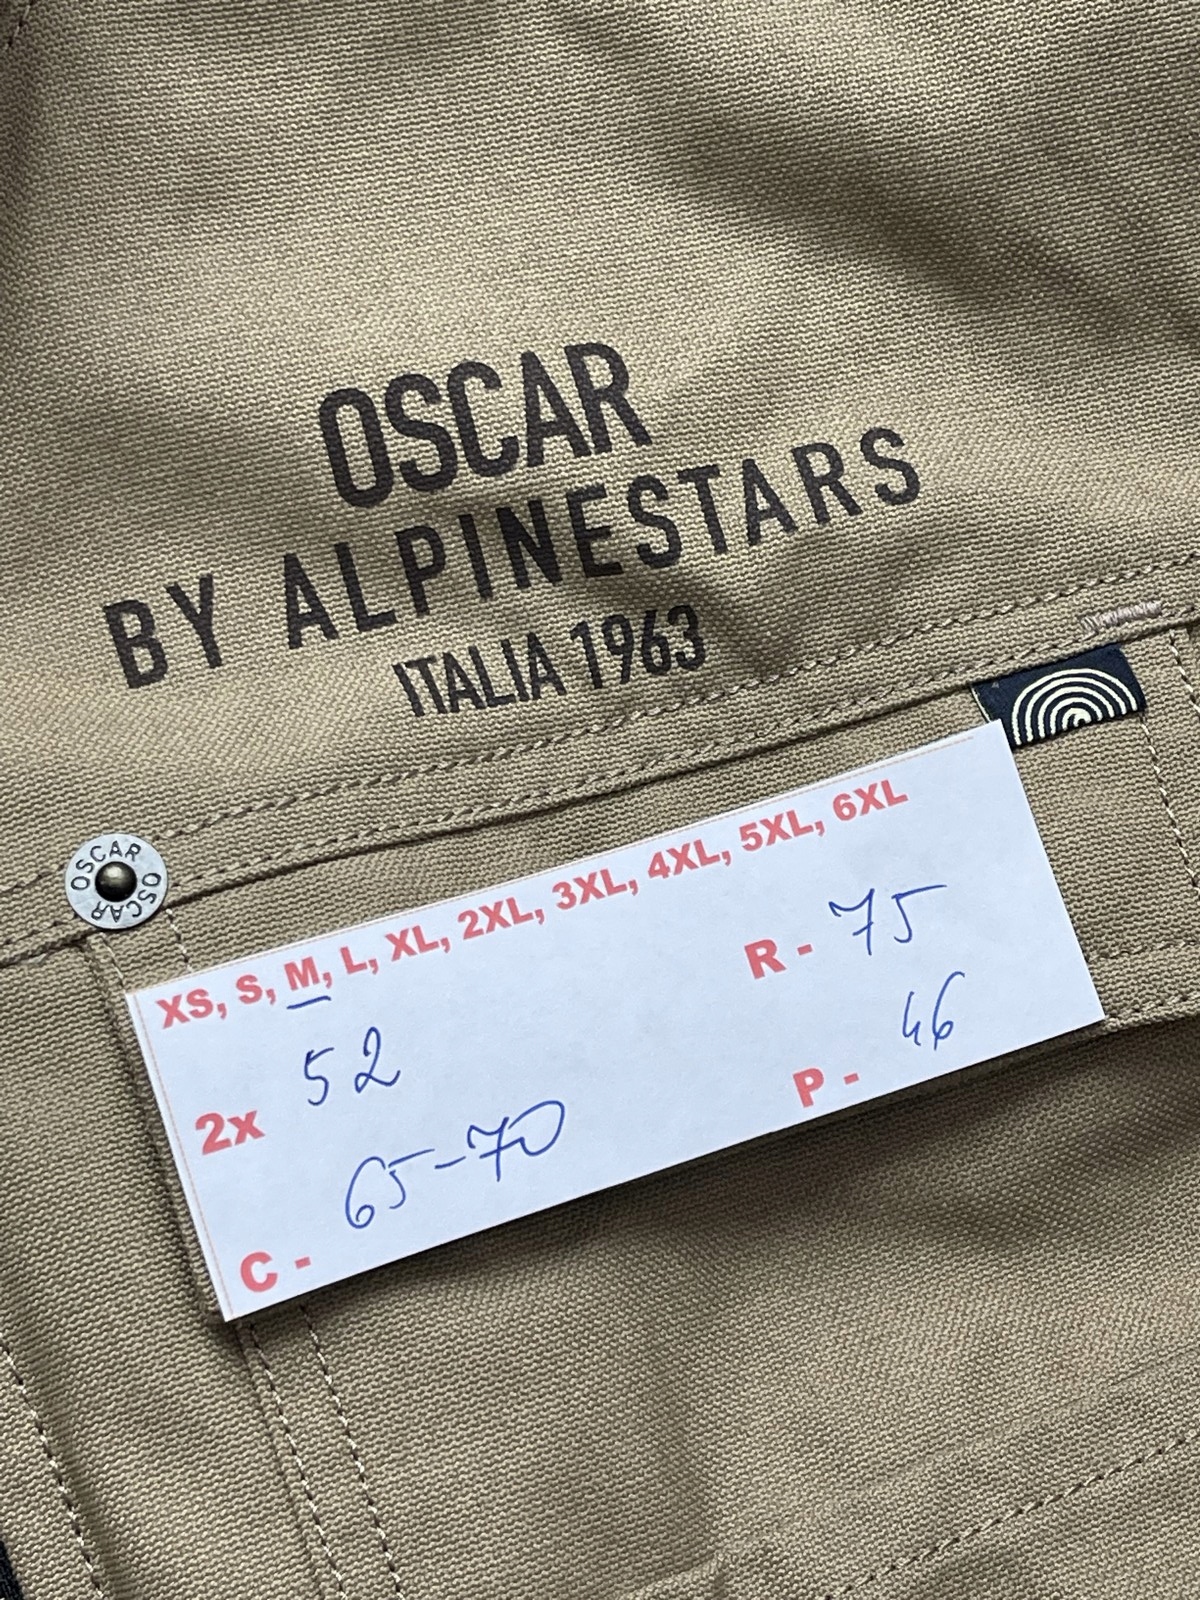 OSCAR
BY ALPINESTARS
ITALIA 1963
OSCAR OSCAR
XS, S, M, L, XL, 2XL, 3XL, 4XL, 5XL, 6XL
2x 52
R - 75
C - 65-70
P - 46